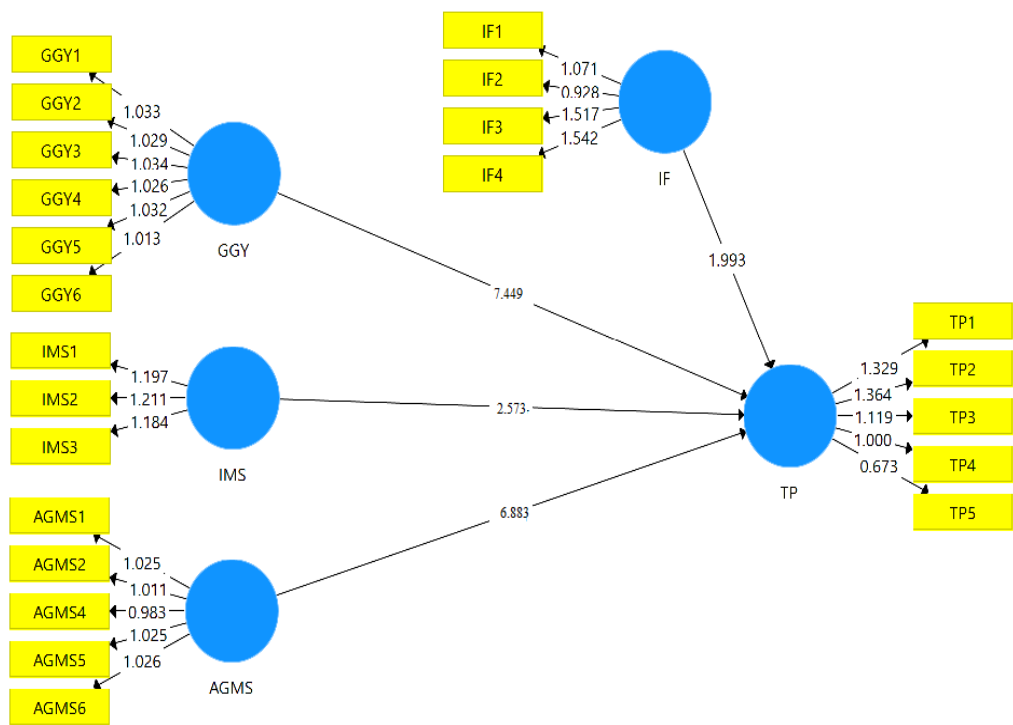 GGY1
GGY2
GGY3
GGY4
GGY5
GGY6
1.033
1.029
1.034
1.026
1.032
1.013
GGY
IF1
IF2
IF3
IF4
1.071
0.928
1.517
1.542
IF
1.993
7.449
IMS1
IMS2
IMS3
1.197
1.211
1.184
IMS
2.573
AGMS1
AGMS2
AGMS4
AGMS5
AGMS6
1.025
1.011
0.983
1.025
1.026
AGMS
6.883
TP
1.329
1.364
1.119
1.000
0.673
TP1
TP2
TP3
TP4
TP5